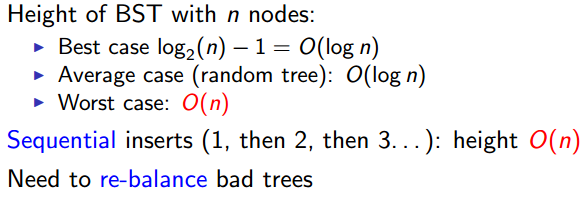 Height of BST with n nodes:
▶ Best case log₂(n) − 1 = O(log n)
▶ Average case (random tree): O(log n)
▶ Worst case: O(n)
Sequential inserts (1, then 2, then 3. . . ): height O(n)
Need to re-balance bad trees